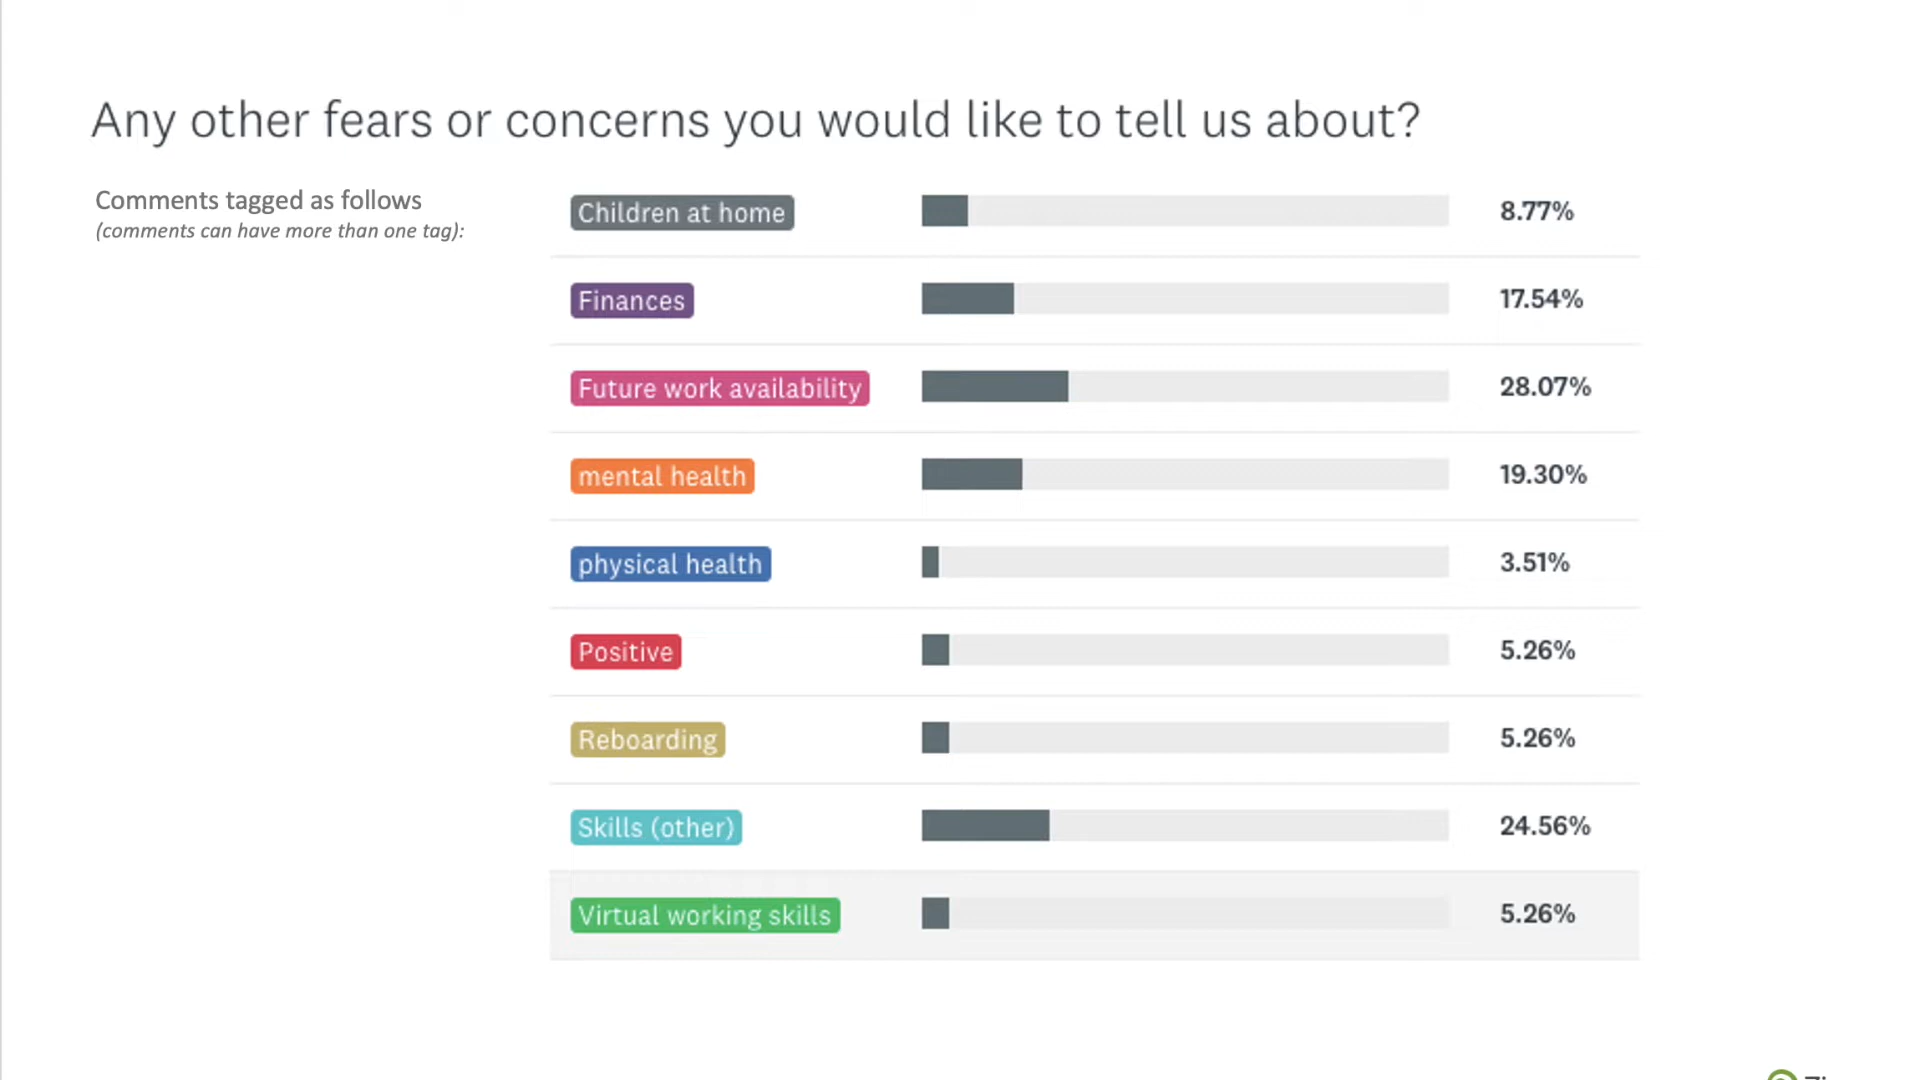 Any other fears or concerns you would like to tell us about?
Comments tagged as follows
(comments can have more than one tag):
Children at home 8.77%
Finances 17.54%
Future work availability 28.07%
mental health 19.30%
physical health 3.51%
Positive 5.26%
Reboarding 5.26%
Skills (other) 24.56%
Virtual working skills 5.26%